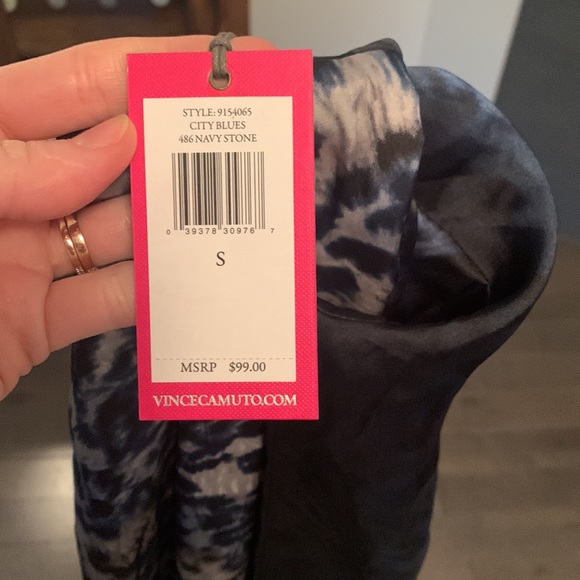 STYLE: 9154065
CITY BLUES
486 NAVY STONE
0 39378 30976 7
S
MSRP $99.00
VINCECAMUTO.COM